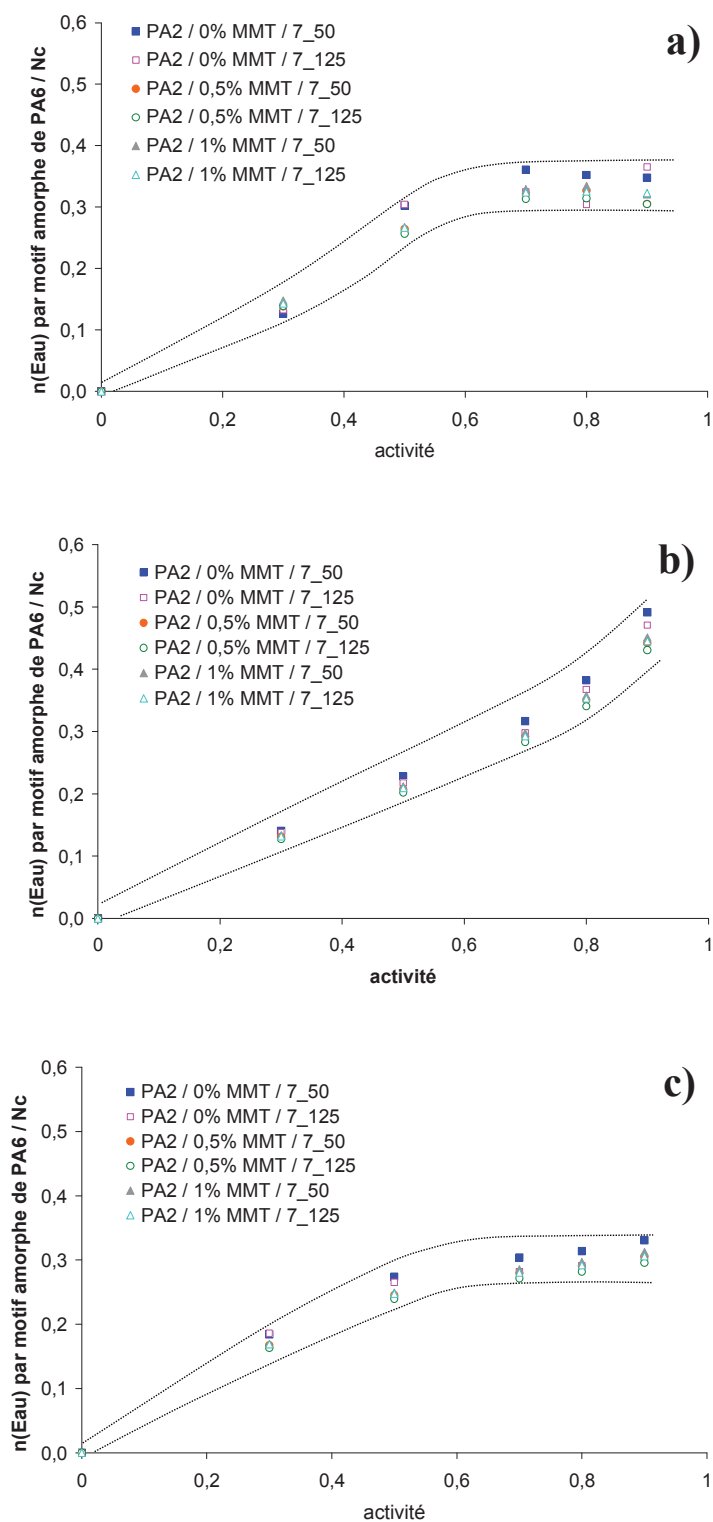 a)
PA2 / 0% MMT / 7_50
PA2 / 0% MMT / 7_125
PA2 / 0,5% MMT / 7_50
PA2 / 0,5% MMT / 7_125
PA2 / 1% MMT / 7_50
PA2 / 1% MMT / 7_125
n(Eau) par motif amorphe de PA6 / Nc
0,6
0,5
0,4
0,3
0,2
0,1
0,0
0 0,2 0,4 0,6 0,8 1
activité
b)
PA2 / 0% MMT / 7_50
PA2 / 0% MMT / 7_125
PA2 / 0,5% MMT / 7_50
PA2 / 0,5% MMT / 7_125
PA2 / 1% MMT / 7_50
PA2 / 1% MMT / 7_125
n(Eau) par motif amorphe de PA6 / Nc
0,6
0,5
0,4
0,3
0,2
0,1
0,0
0 0,2 0,4 0,6 0,8 1
activité
c)
PA2 / 0% MMT / 7_50
PA2 / 0% MMT / 7_125
PA2 / 0,5% MMT / 7_50
PA2 / 0,5% MMT / 7_125
PA2 / 1% MMT / 7_50
PA2 / 1% MMT / 7_125
n(Eau) par motif amorphe de PA6 / Nc
0,6
0,5
0,4
0,3
0,2
0,1
0,0
0 0,2 0,4 0,6 0,8 1
activité